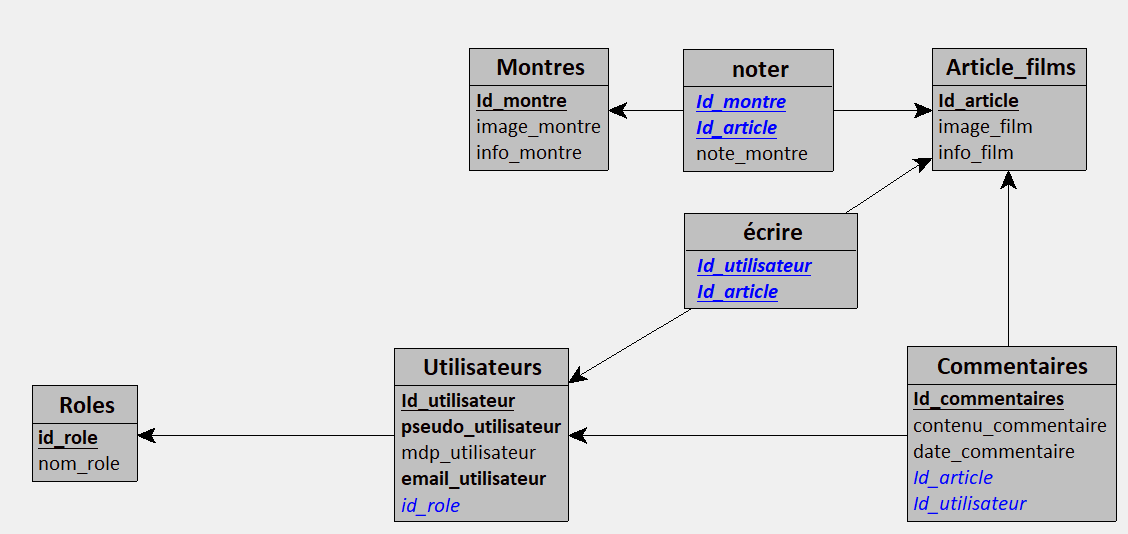 Montres
Id_montre
image_montre
info_montre
noter
Id_montre
Id_article
note_montre
Article_films
Id_article
image_film
info_film
écrire
Id_utilisateur
Id_article
Roles
id_role
nom_role
Utilisateurs
Id_utilisateur
pseudo_utilisateur
mdp_utilisateur
email_utilisateur
id_role
Commentaires
Id_commentaires
contenu_commentaire
date_commentaire
Id_article
Id_utilisateur